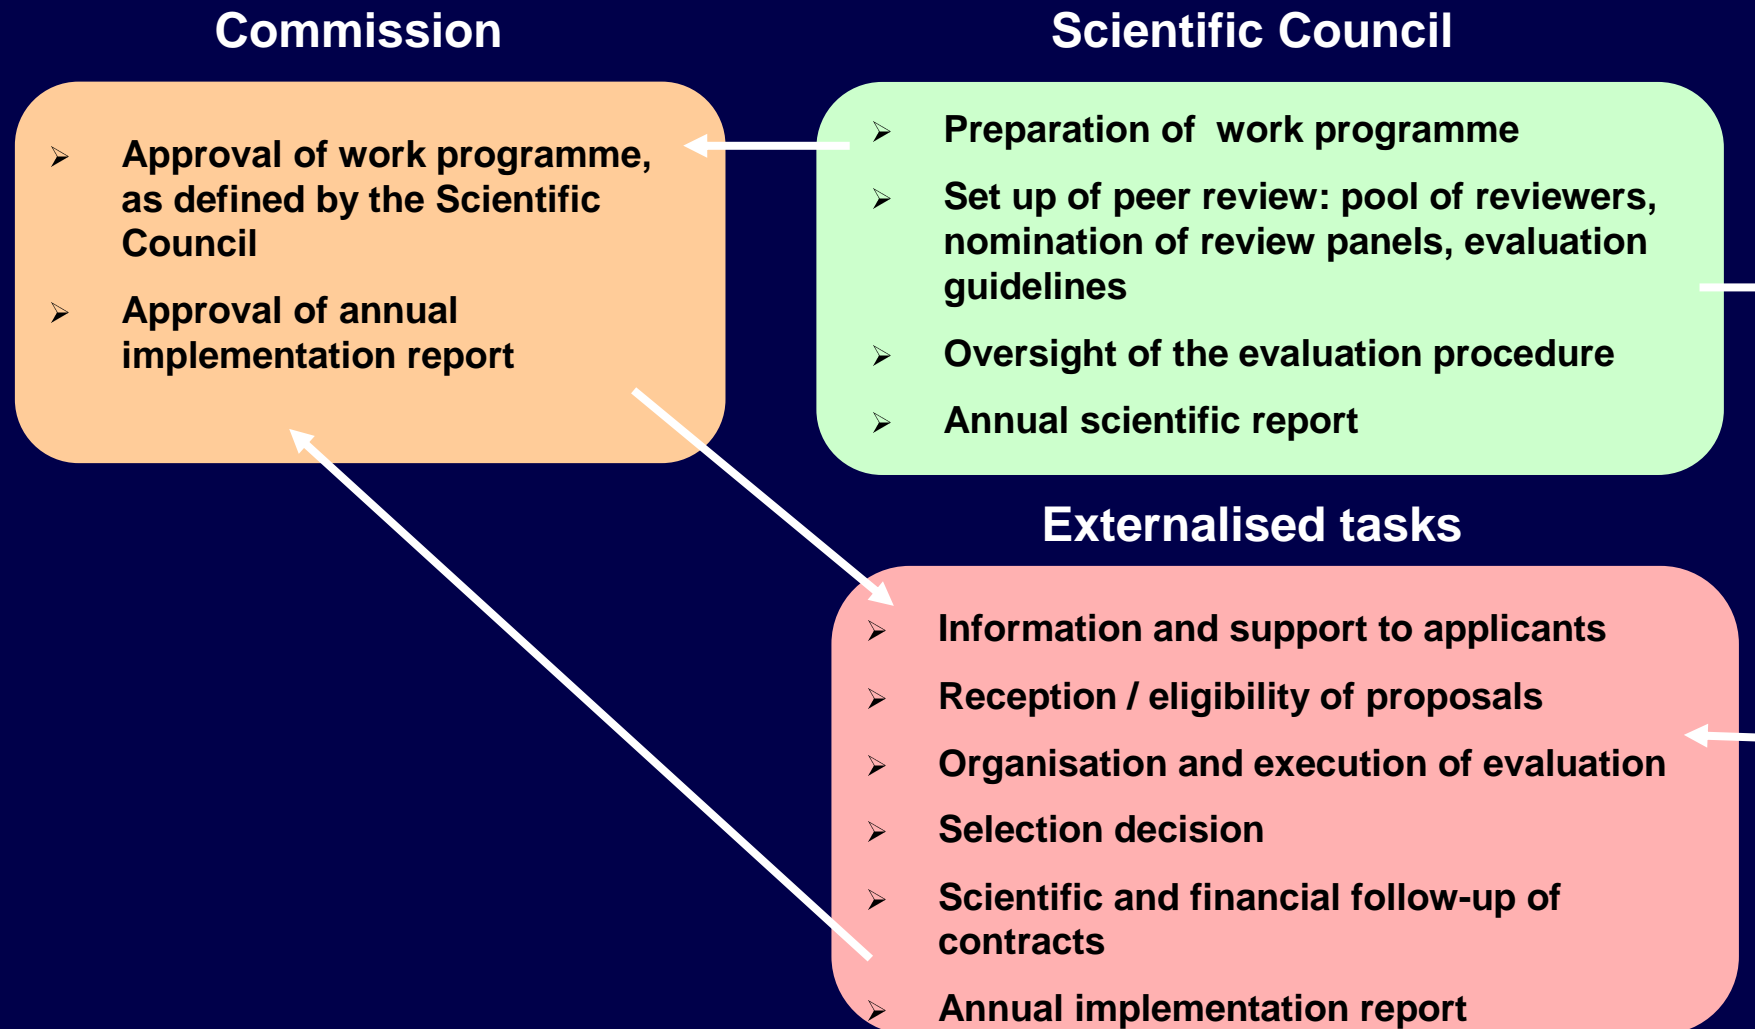 Commission
➢ Approval of work programme,
as defined by the Scientific
Council
➢ Approval of annual
implementation report
Scientific Council
➢ Preparation of work programme
➢ Set up of peer review: pool of reviewers,
nomination of review panels, evaluation
guidelines
➢ Oversight of the evaluation procedure
➢ Annual scientific report
Externalised tasks
➢ Information and support to applicants
➢ Reception / eligibility of proposals
➢ Organisation and execution of evaluation
➢ Selection decision
➢ Scientific and financial follow-up of
contracts
➢ Annual implementation report